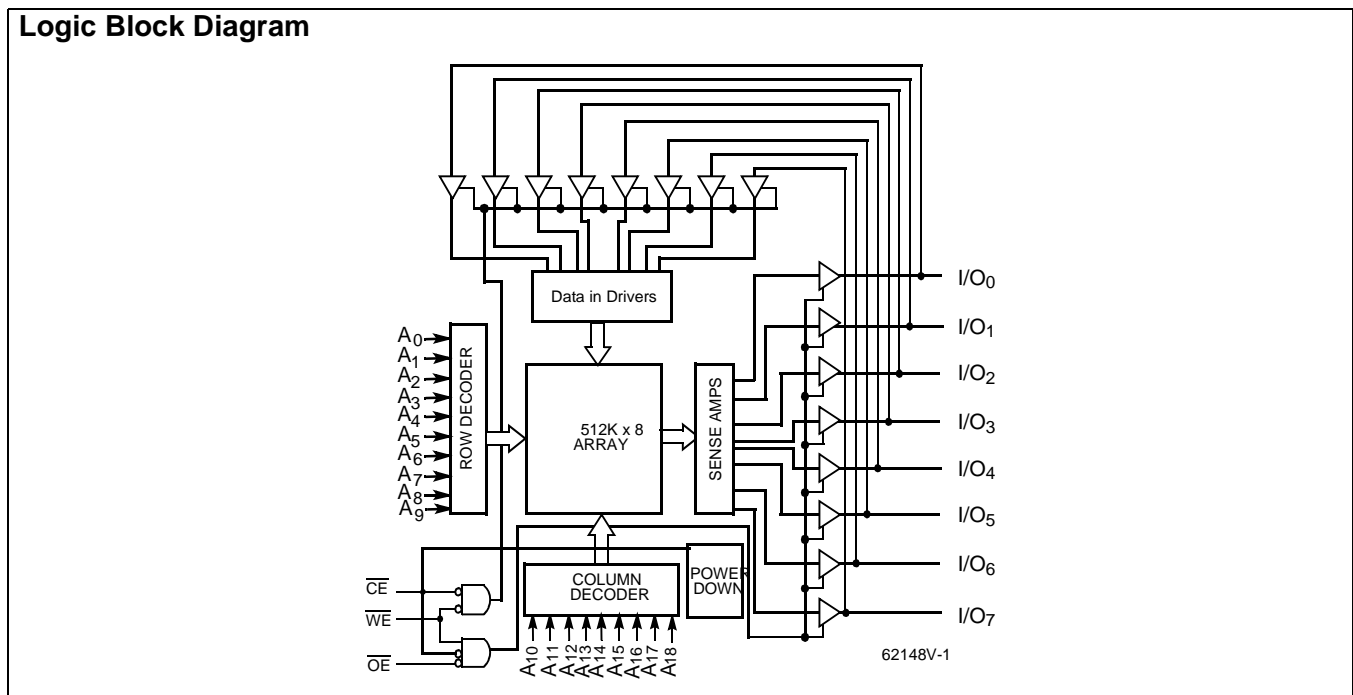 Logic Block Diagram
Data in Drivers
I/O0
I/O1
I/O2
I/O3
I/O4
I/O5
I/O6
I/O7
A0
A1
A2
A3
A4
A5
A6
A7
A8
A9
ROW DECODER
512K x 8
ARRAY
SENSE AMPS
COLUMN
DECODER
POWER
DOWN
CE
WE
OE
A10
A11
A12
A13
A14
A15
A16
A17
A18
62148V-1